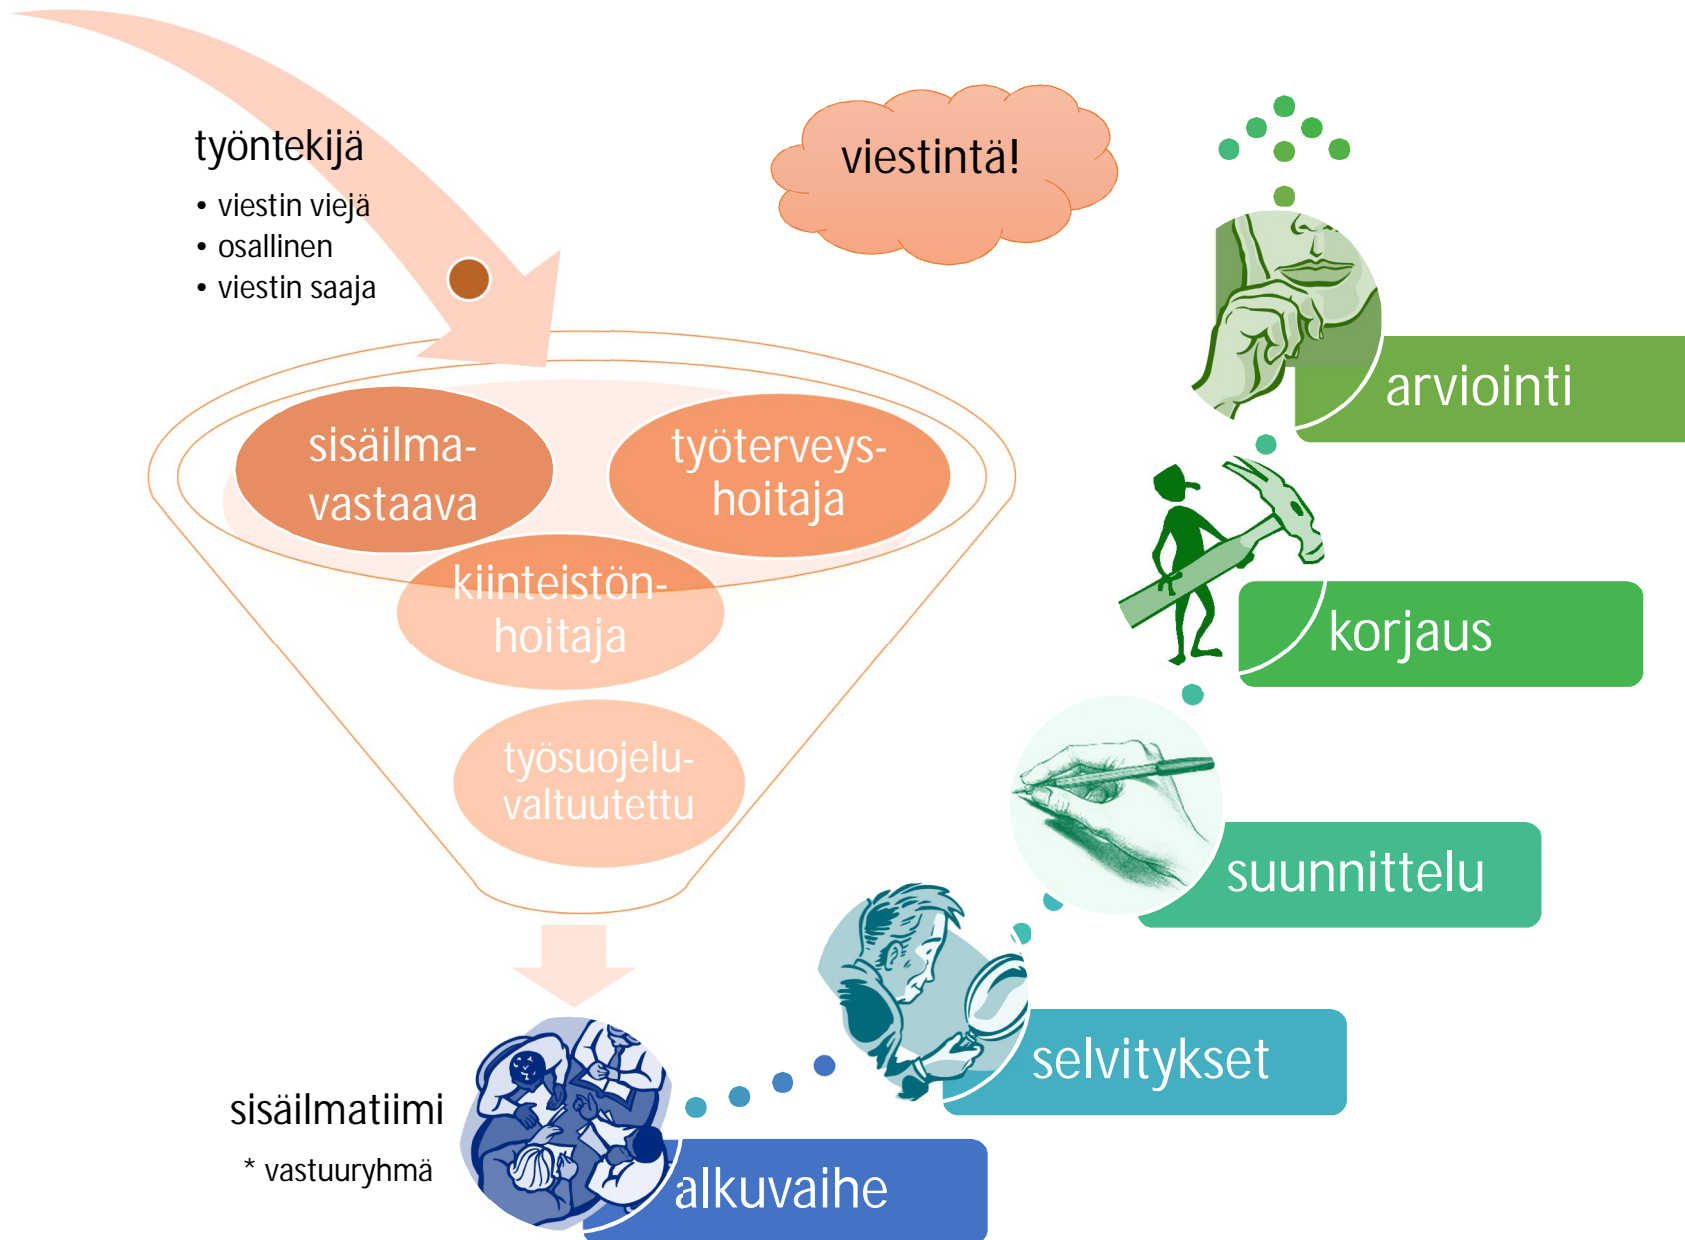 työntekijä
• viestin viejä
• osallinen
• viestin saaja
viestintä!
sisäilma-
vastaava
työterveys-
hoitaja
kiinteistön-
hoitaja
työsuojelu-
valtuutettu
sisäilmatiimi
* vastuuryhmä
alkuvaihe
selvitykset
suunnittelu
korjaus
arviointi